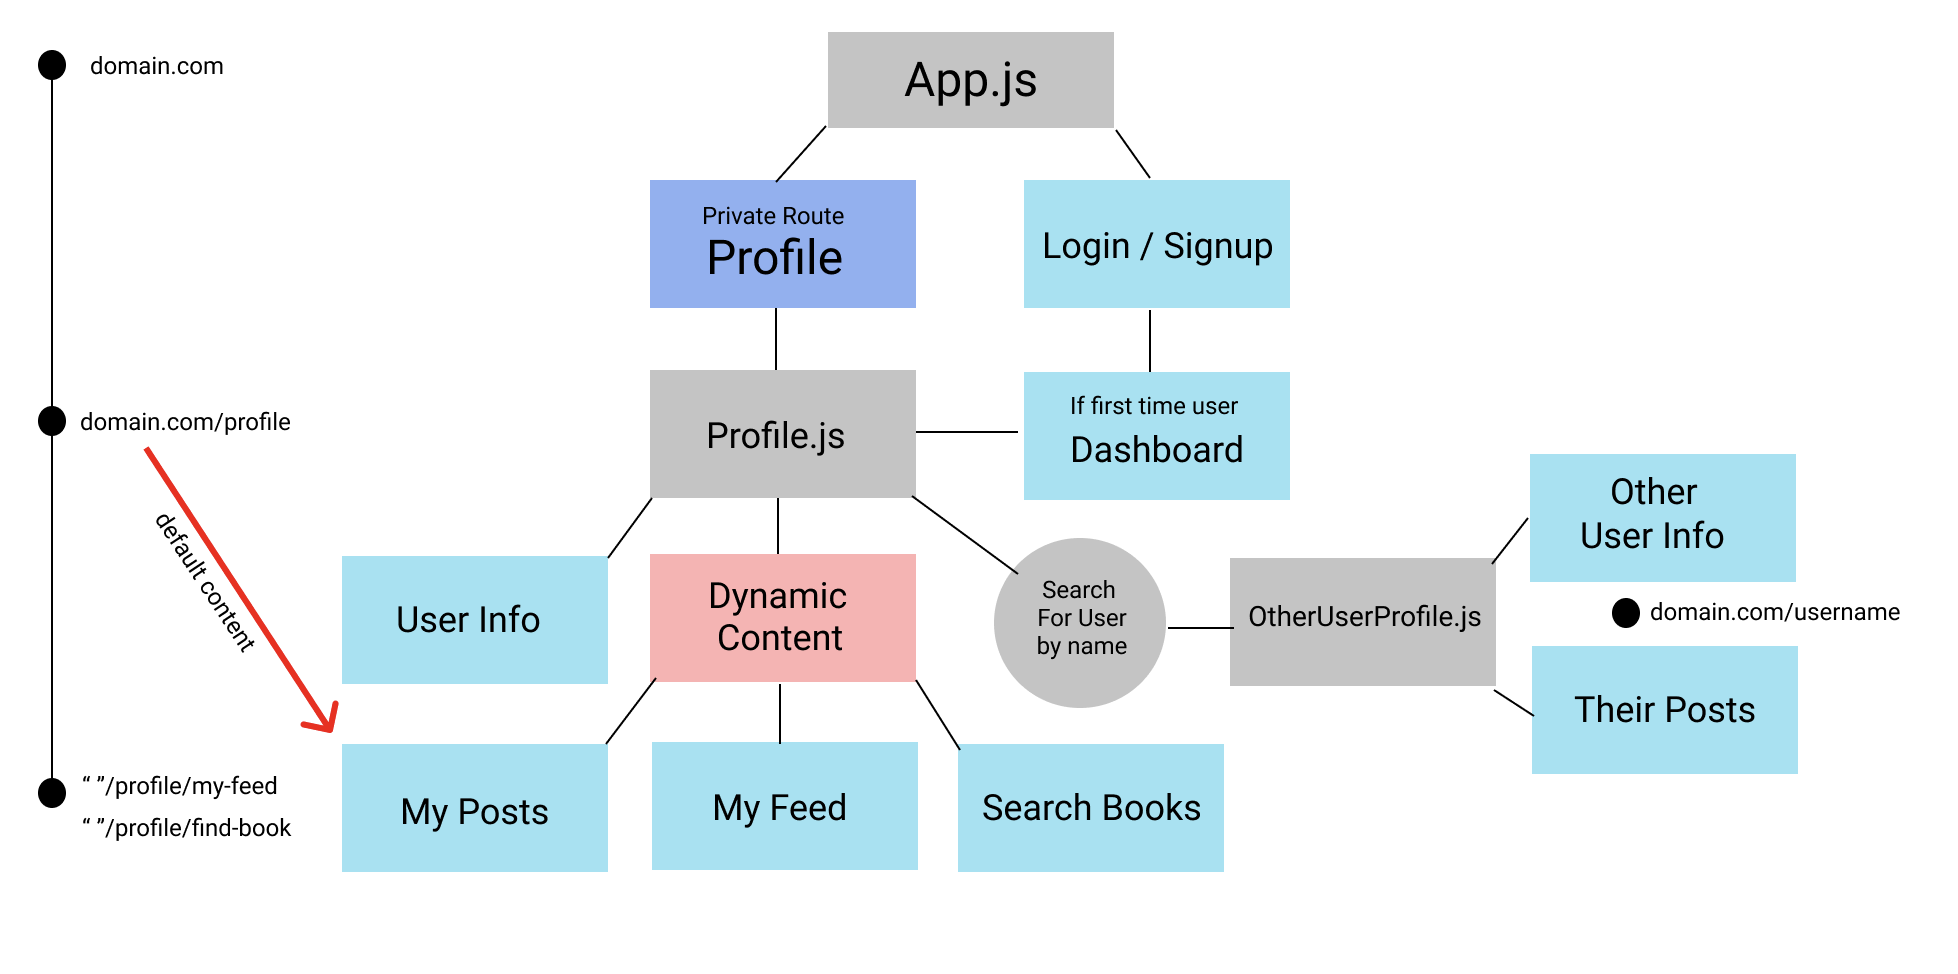 domain.com
App.js
Private Route
Profile
Login / Signup
domain.com/profile
Profile.js
If first time user
Dashboard
default content
User Info
Dynamic
Content
Search
For User
by name
OtherUserProfile.js
Other
User Info
domain.com/username
Their Posts
“ ”/profile/my-feed
“ ”/profile/find-book
My Posts
My Feed
Search Books